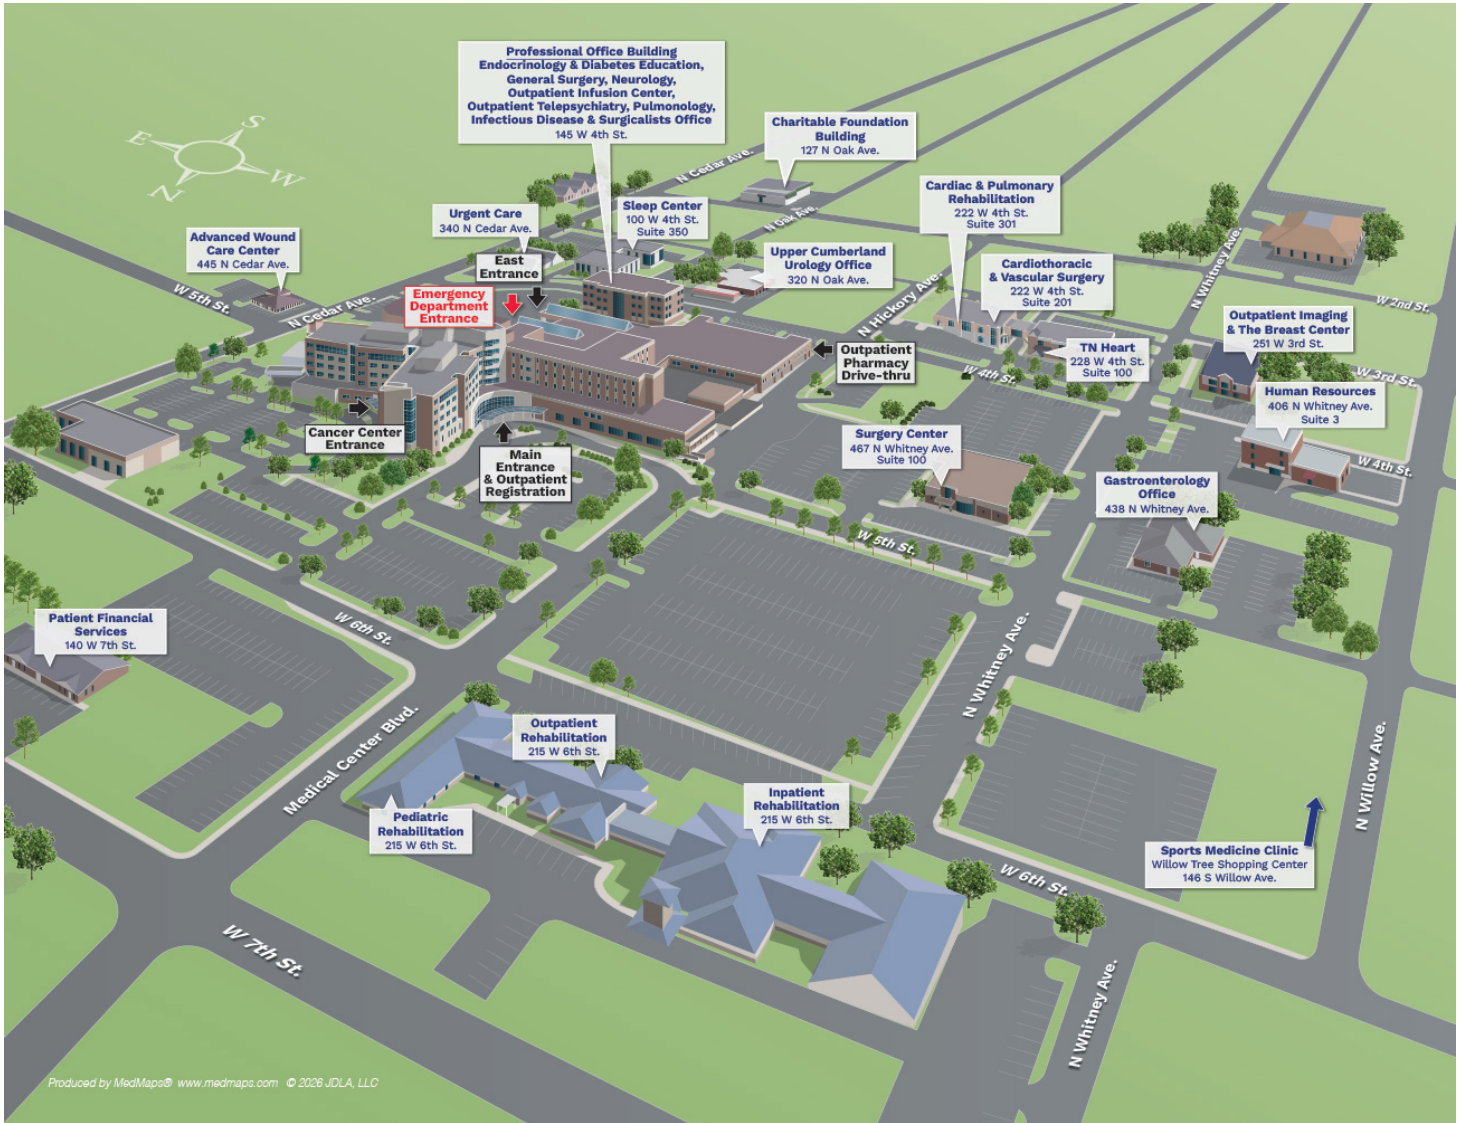 Professional Office Building
Endocrinology & Diabetes Education,
General Surgery, Neurology,
Outpatient Infusion Center,
Outpatient Telepsychiatry, Pulmonology,
Infectious Disease & Surgicalists Office
145 W 4th St.
Charitable Foundation
Building
127 N Oak Ave.
S
E
W
N
N Cedar Ave.
Cardiac & Pulmonary
Rehabilitation
222 W 4th St.
Suite 301
Urgent Care
340 N Cedar Ave.
Sleep Center
100 W 4th St.
Suite 350
N Oak Ave.
Advanced Wound
Care Center
445 N Cedar Ave.
East
Entrance
Upper Cumberland
Urology Office
320 N Oak Ave.
Cardiothoracic
& Vascular Surgery
222 W 4th St.
Suite 201
N Whitney Ave.
W 5th St.
N Cedar Ave.
Emergency
Department
Entrance
N Hickory Ave.
W 2nd St.
Outpatient Imaging
& The Breast Center
251 W 3rd St.
Outpatient
Pharmacy
Drive-thru
TN Heart
228 W 4th St.
Suite 100
W 4th St.
W 3rd St.
Human Resources
406 N Whitney Ave.
Suite 3
Cancer Center
Entrance
Main
Entrance
& Outpatient
Registration
Surgery Center
467 N Whitney Ave.
Suite 100
W 4th St.
Gastroenterology
Office
438 N Whitney Ave.
W 5th St.
Patient Financial
Services
140 W 7th St.
W 6th St.
N Whitney Ave.
Medical Center Blvd.
Outpatient
Rehabilitation
215 W 6th St.
N Willow Ave.
Inpatient
Rehabilitation
215 W 6th St.
Pediatric
Rehabilitation
215 W 6th St.
Sports Medicine Clinic
Willow Tree Shopping Center
146 S Willow Ave.
W 6th St.
W 7th St.
N Whitney Ave.
Produced by MedMaps® www.medmaps.com © 2026 JDLA, LLC